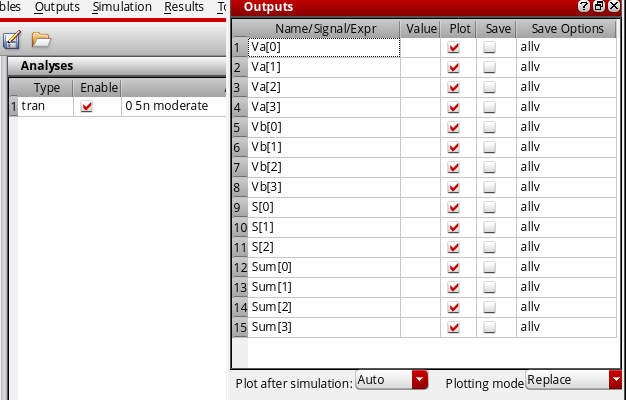 Outputs Simulation Results
Analyses
Type Enable
1 tran 0 5n moderate
Outputs
Name/Signal/Expr Value Plot Save Save Options
1 Va[0] allv
2 Va[1] allv
3 Va[2] allv
4 Va[3] allv
5 Vb[0] allv
6 Vb[1] allv
7 Vb[2] allv
8 Vb[3] allv
9 S[0] allv
10 S[1] allv
11 S[2] allv
12 Sum[0] allv
13 Sum[1] allv
14 Sum[2] allv
15 Sum[3] allv
Plot after simulation: Auto Plotting mode Replace